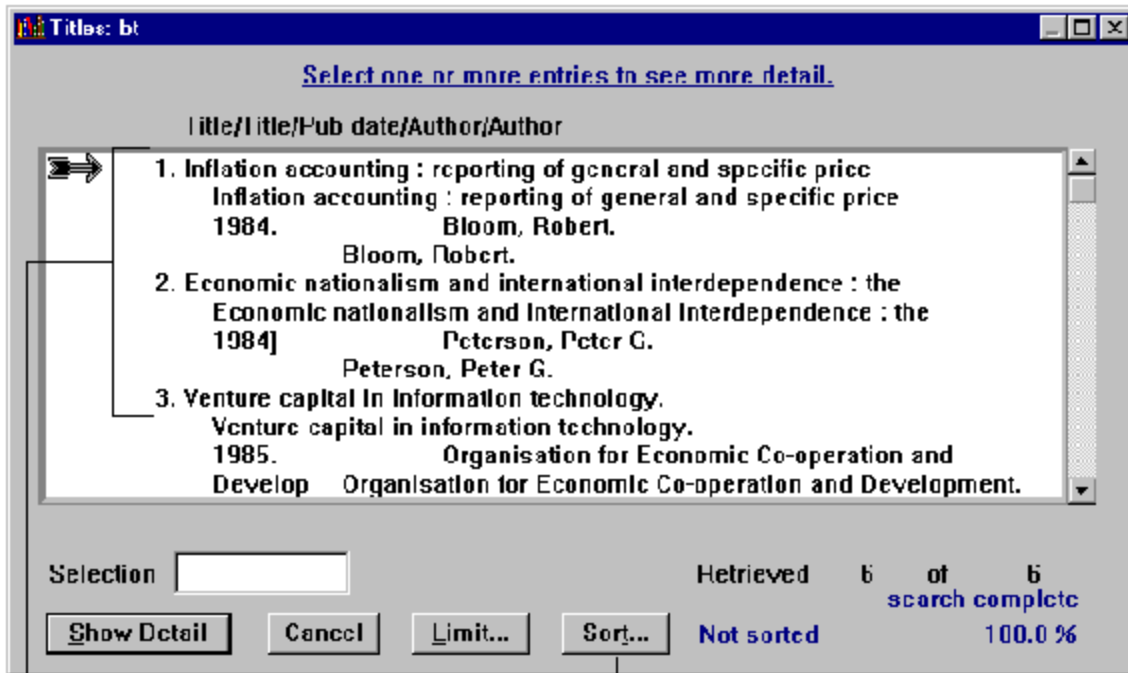 Titles: bt
Select one or more entries to see more detail.
Title/Title/Pub date/Author/Author
1. Inflation accounting : reporting of general and specific price
Inflation accounting : reporting of general and specific price
1984. Bloom, Robert.
Bloom, Robert.
2. Economic nationalism and international interdependence : the
Economic nationalism and international interdependence : the
1984] Peterson, Peter G.
Peterson, Peter G.
3. Venture capital in information technology.
Venture capital in information technology.
1985. Organisation for Economic Co-operation and
Develop Organisation for Economic Co-operation and Development.
Selection
Retrieved of
search complete
Show Detail Cancel Limit... Sort... Not sorted 100.0 %